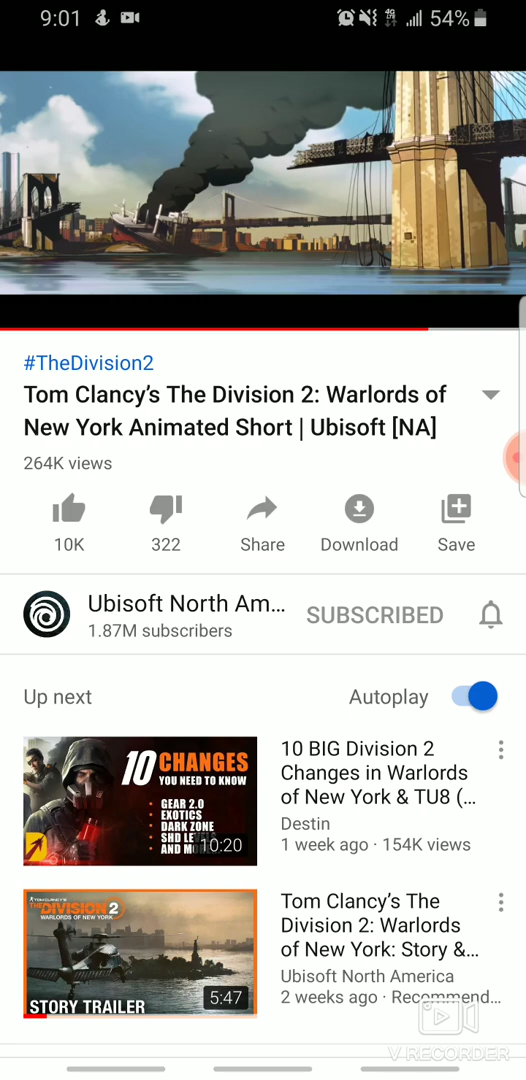 9:01 4G 54%
#TheDivision2
Tom Clancy’s The Division 2: Warlords of
New York Animated Short | Ubisoft [NA]
264K views
10K 322 Share Download Save
Ubisoft North Am...
1.87M subscribers
SUBSCRIBED
Up next Autoplay
10 CHANGES
YOU NEED TO KNOW
• GEAR 2.0
• EXOTICS
• DARK ZONE
• SHD LE
• AND M
10:20
10 BIG Division 2
Changes in Warlords
of New York & TU8 (...
Destin
1 week ago · 154K views
TOM CLANCY'S
THE DIVISION 2
WARLORDS OF NEW YORK
STORY TRAILER
5:47
Tom Clancy’s The
Division 2: Warlords
of New York: Story &...
Ubisoft North America
2 weeks ago · Recommend...
V RECORDER